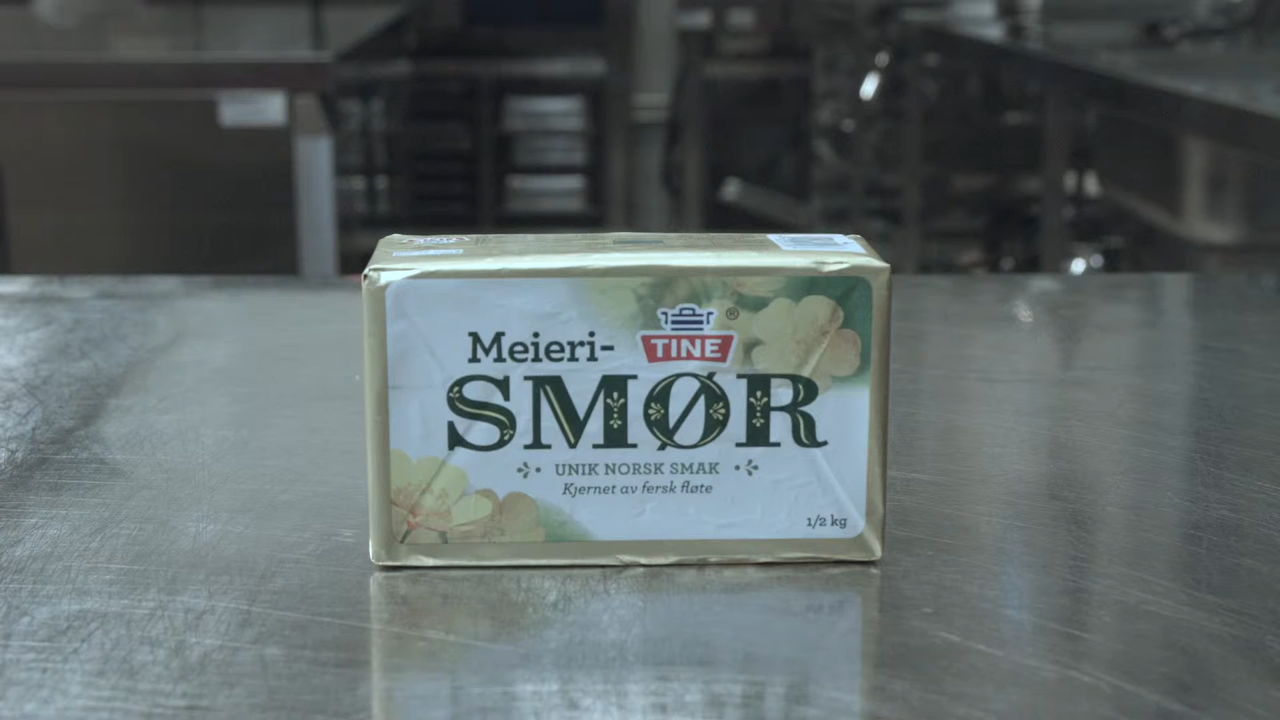 Meieri-
TINE ®
SMØR
UNIK NORSK SMAK
Kjernet av fersk fløte
1/2 kg